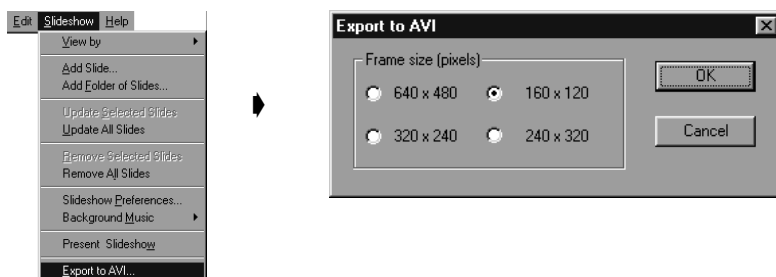 Edit Slideshow Help
View by
Add Slide...
Add Folder of Slides...
Update Selected Slides
Update All Slides
Remove Selected Slides
Remove All Slides
Slideshow Preferences...
Background Music
Present Slideshow
Export to AVI...
Export to AVI
Frame size (pixels)
640 x 480 160 x 120
320 x 240 240 x 320
OK
Cancel